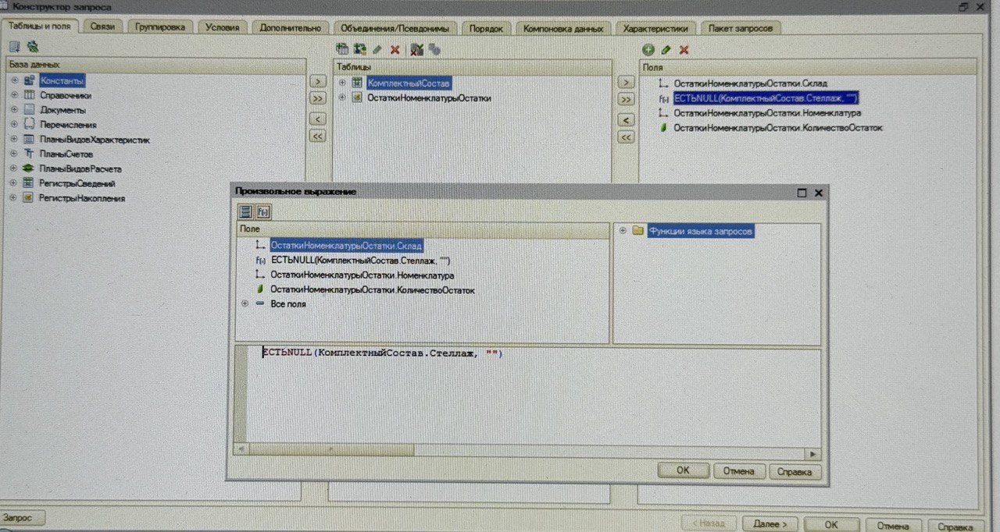 Конструктор запроса
Таблицы и поля
Связи
Группировка
Условия
Дополнительно
Объединения/Псевдонимы
Порядок
Компоновка данных
Характеристики
Пакет запросов
База данных
Константы
Справочники
Документы
Перечисления
ПланыВидовХарактеристик
ПланыСчетов
ПланыВидовРасчета
РегистрыСведений
РегистрыНакопления
>
>>
<
<<
Таблицы
КомплектныйСостав
ОстаткиНоменклатурыОстатки
>
>>
<
<<
Поля
ОстаткиНоменклатурыОстатки.Склад
ЕСТЬNULL(КомплектныйСостав.Стеллаж, "")
ОстаткиНоменклатурыОстатки.Номенклатура
ОстаткиНоменклатурыОстатки.КоличествоОстаток
Произвольное выражение
Поле
ОстаткиНоменклатурыОстатки.Склад
ЕСТЬNULL(КомплектныйСостав.Стеллаж, "")
ОстаткиНоменклатурыОстатки.Номенклатура
ОстаткиНоменклатурыОстатки.КоличествоОстаток
Все поля
Функции языка запросов
ЕСТЬNULL(КомплектныйСостав.Стеллаж, "")
ОК
Отмена
Справка
Запрос
< Назад
Далее >
ОК
Отмена
Справка